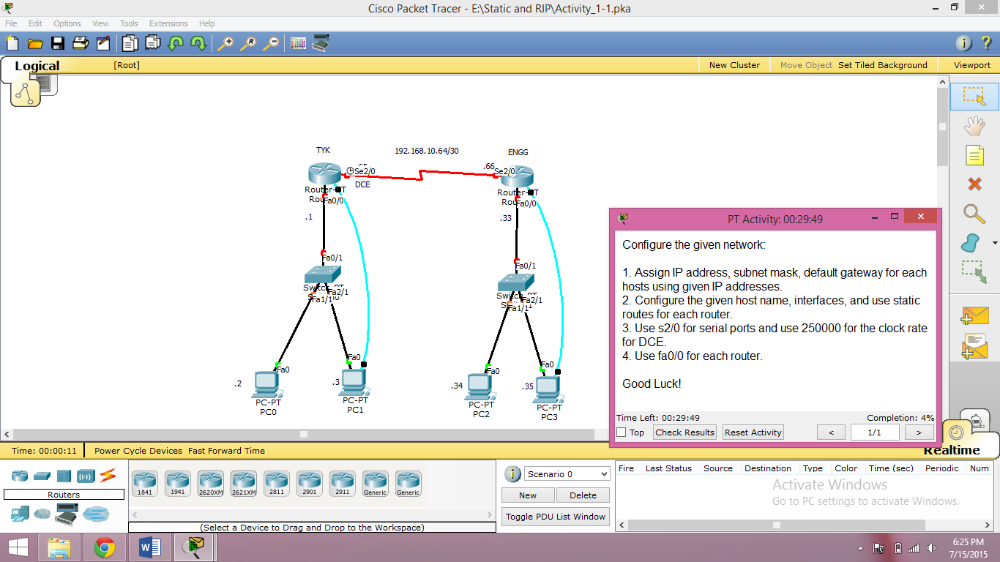 Cisco Packet Tracer - E:\Static and RIP\Activity_1-1.pka
File Edit Options View Tools Extensions Help
Logical
[Root]
New Cluster
Move Object
Set Tiled Background
Viewport
TYK
192.168.10.64/30
ENGG
Se2/0
DCE
.66
Se2/0
Fa0/0
.1
Fa0/0
.33
Fa0/1
Fa2/1
Fa1/1
Fa0/1
Fa2/1
Fa1/1
Fa0
.2
PC-PT
PC0
Fa0
.3
PC-PT
PC1
Fa0
.34
PC-PT
PC2
Fa0
.35
PC-PT
PC3
PT Activity: 00:29:49
Configure the given network:
1. Assign IP address, subnet mask, default gateway for each
hosts using given IP addresses.
2. Configure the given host name, interfaces, and use static
routes for each router.
3. Use s2/0 for serial ports and use 250000 for the clock rate
for DCE.
4. Use fa0/0 for each router.
Good Luck!
Time Left: 00:29:49
Completion: 4%
Top
Check Results
Reset Activity
<
1/1
>
Time: 00:00:11
Power Cycle Devices Fast Forward Time
Realtime
Routers
1841
1941
2620XM
2621XM
2811
2901
2911
Generic
Generic
(Select a Device to Drag and Drop to the Workspace)
Scenario 0
New
Delete
Toggle PDU List Window
Fire Last Status Source Destination Type Color Time (sec) Periodic Num
Activate Windows
Go to PC settings to activate Windows.
6:25 PM
7/15/2015